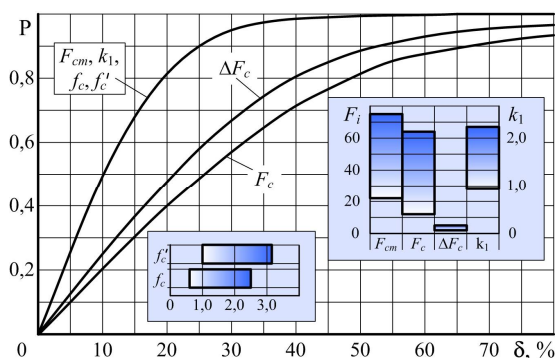 P
F_cm, k_1,
f_c, f_c'
ΔF_c
F_c
0,8
0,6
0,4
0,2
0
10
20
30
40
50
60
70
δ, %
F_i
k_1
60
40
20
0
2,0
1,0
0
F_cm
F_c
ΔF_c
k_1
f_c'
f_c
0
1,0
2,0
3,0